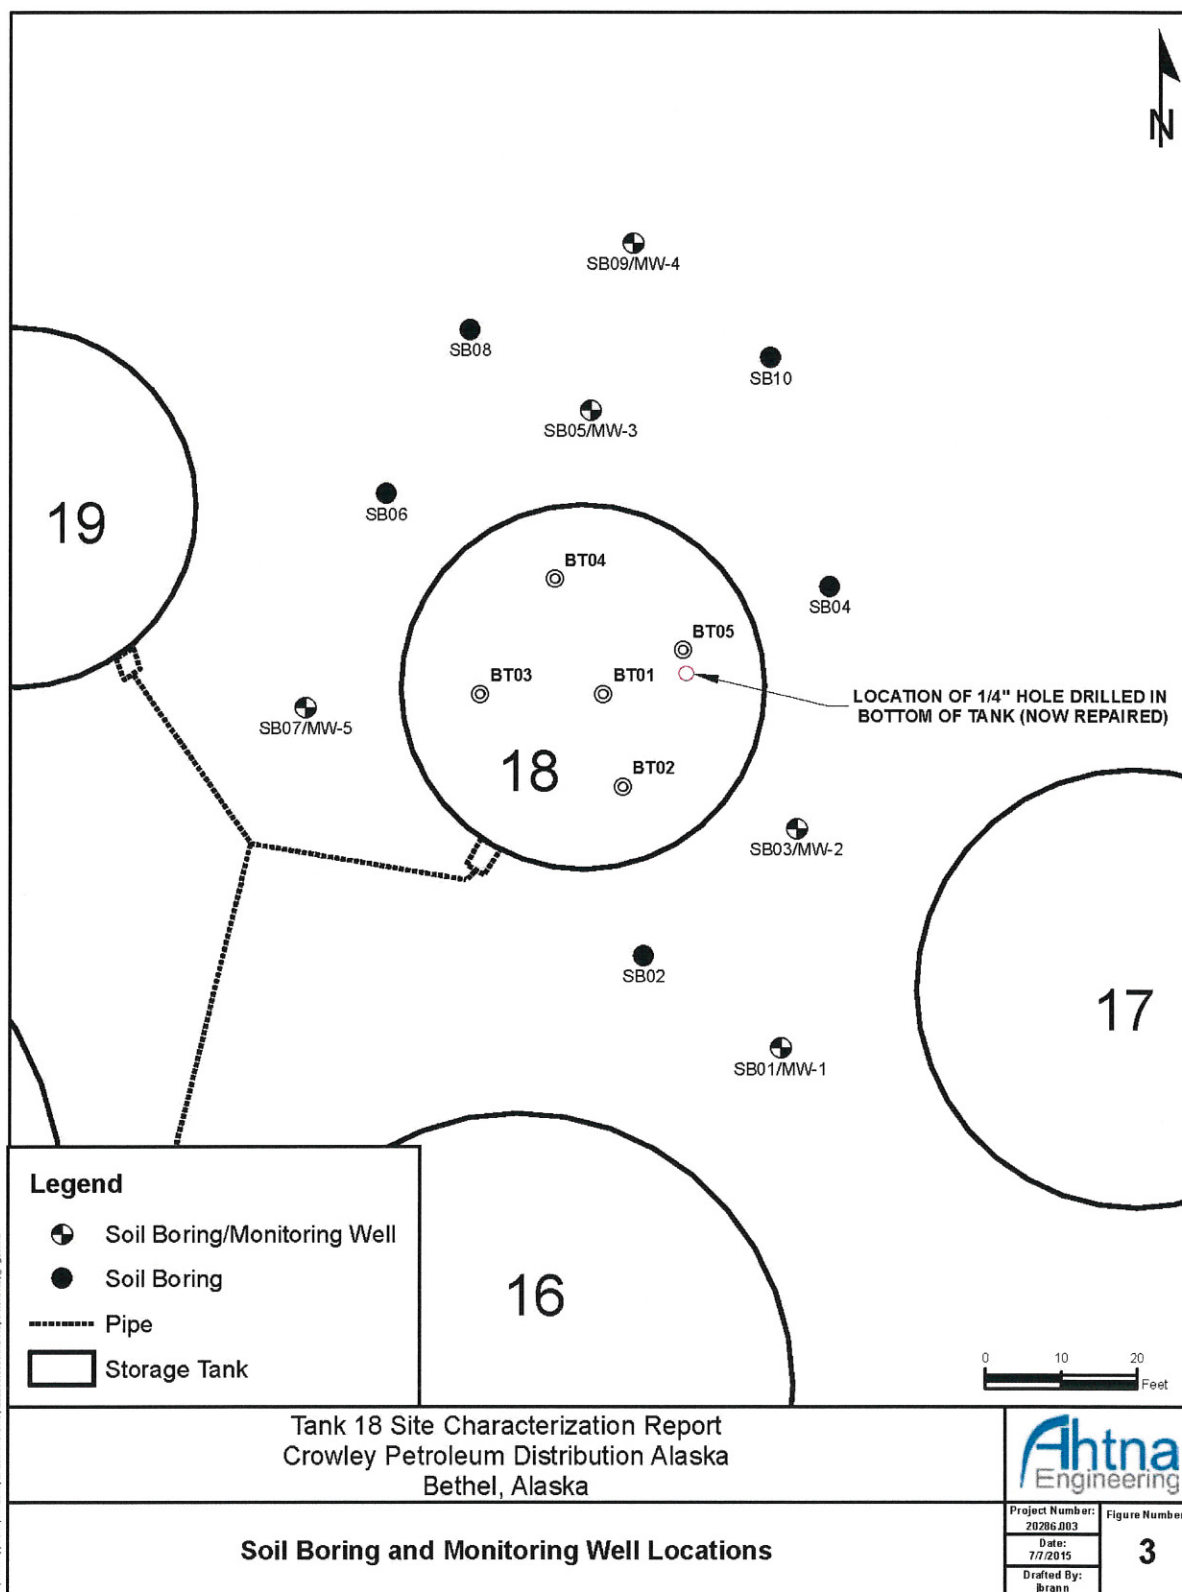 N
SB09/MW-4
SB08
SB10
SB05/MW-3
19
SB06
BT04
SB04
BT05
BT03
BT01
LOCATION OF 1/4" HOLE DRILLED IN
BOTTOM OF TANK (NOW REPAIRED)
SB07/MW-5
18
BT02
SB03/MW-2
SB02
17
SB01/MW-1
Legend
Soil Boring/Monitoring Well
Soil Boring
Pipe
Storage Tank
16
0 10 20
Feet
Tank 18 Site Characterization Report
Crowley Petroleum Distribution Alaska
Bethel, Alaska
Ahtna
Engineering
Soil Boring and Monitoring Well Locations
Project Number:
20286.003
Date:
7/7/2015
Drafted By:
jbrann
Figure Number
3